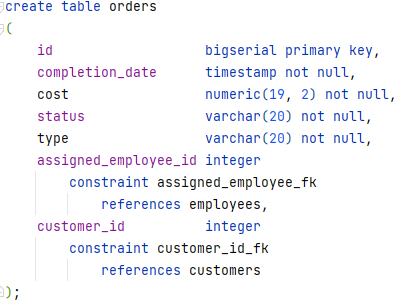 create table orders
(
    id                   bigserial primary key,
    completion_date      timestamp not null,
    cost                 numeric(19, 2) not null,
    status               varchar(20) not null,
    type                 varchar(20) not null,
    assigned_employee_id integer
        constraint assigned_employee_fk
            references employees,
    customer_id          integer
        constraint customer_id_fk
            references customers
);